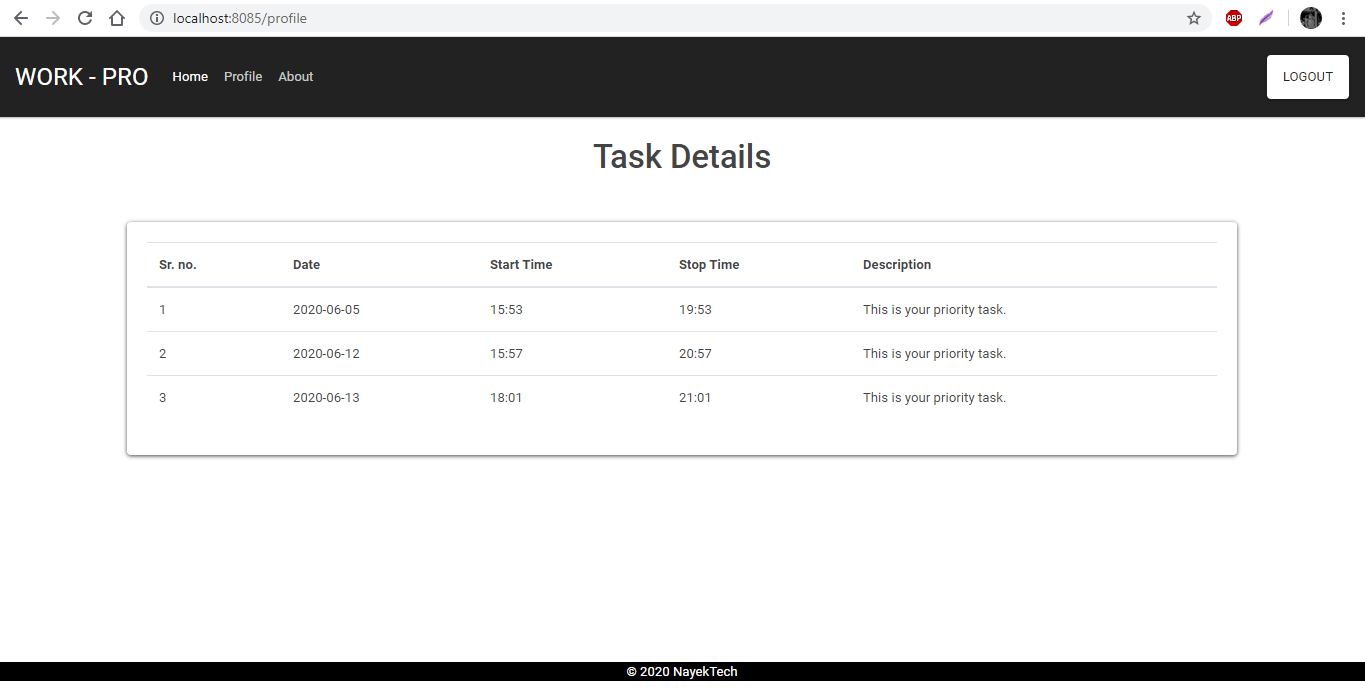 localhost:8085/profile
ABP
WORK - PRO Home Profile About LOGOUT
Task Details
Sr. no. Date Start Time Stop Time Description
1 2020-06-05 15:53 19:53 This is your priority task.
2 2020-06-12 15:57 20:57 This is your priority task.
3 2020-06-13 18:01 21:01 This is your priority task.
© 2020 NayekTech